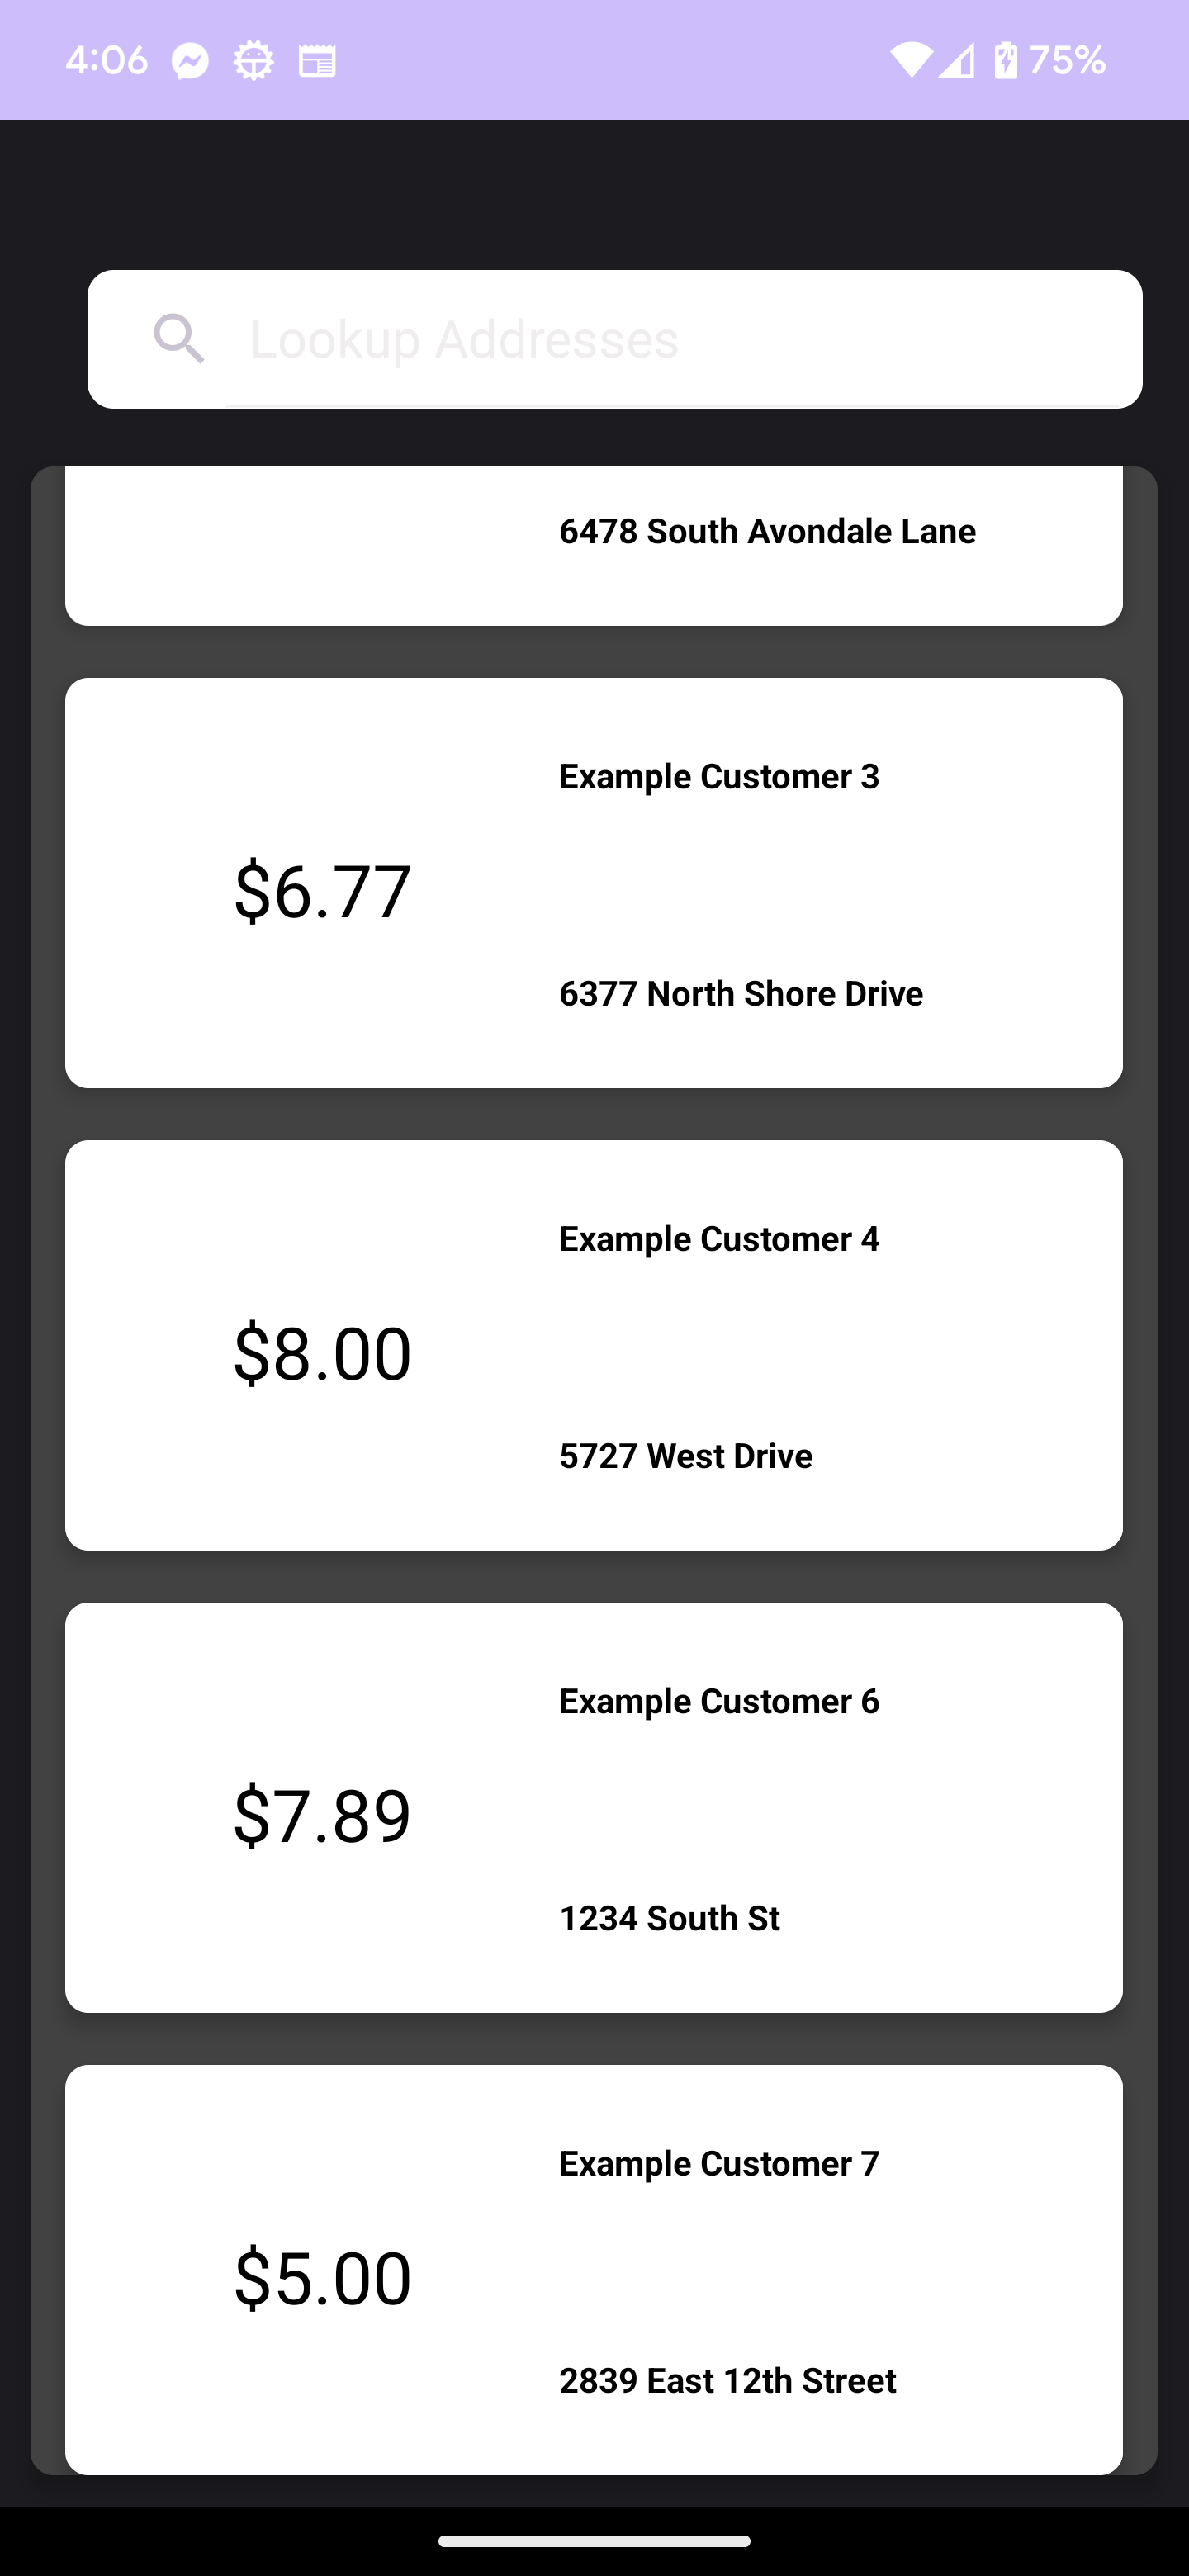 4:06 75%
Lookup Addresses
6478 South Avondale Lane
Example Customer 3
$6.77
6377 North Shore Drive
Example Customer 4
$8.00
5727 West Drive
Example Customer 6
$7.89
1234 South St
Example Customer 7
$5.00
2839 East 12th Street